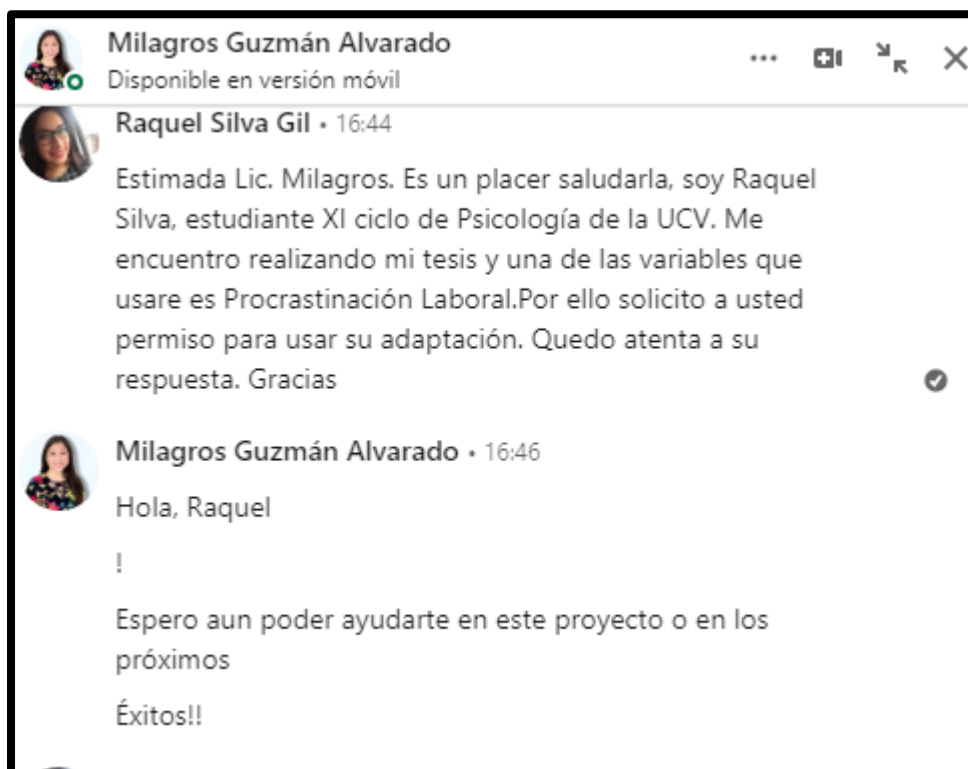 Milagros Guzmán Alvarado
Disponible en versión móvil
Raquel Silva Gil • 16:44
Estimada Lic. Milagros. Es un placer saludarla, soy Raquel
Silva, estudiante XI ciclo de Psicología de la UCV. Me
encuentro realizando mi tesis y una de las variables que
usare es Procrastinación Laboral.Por ello solicito a usted
permiso para usar su adaptación. Quedo atenta a su
respuesta. Gracias
Milagros Guzmán Alvarado • 16:46
Hola, Raquel
!
Espero aun poder ayudarte en este proyecto o en los
próximos
Éxitos!!